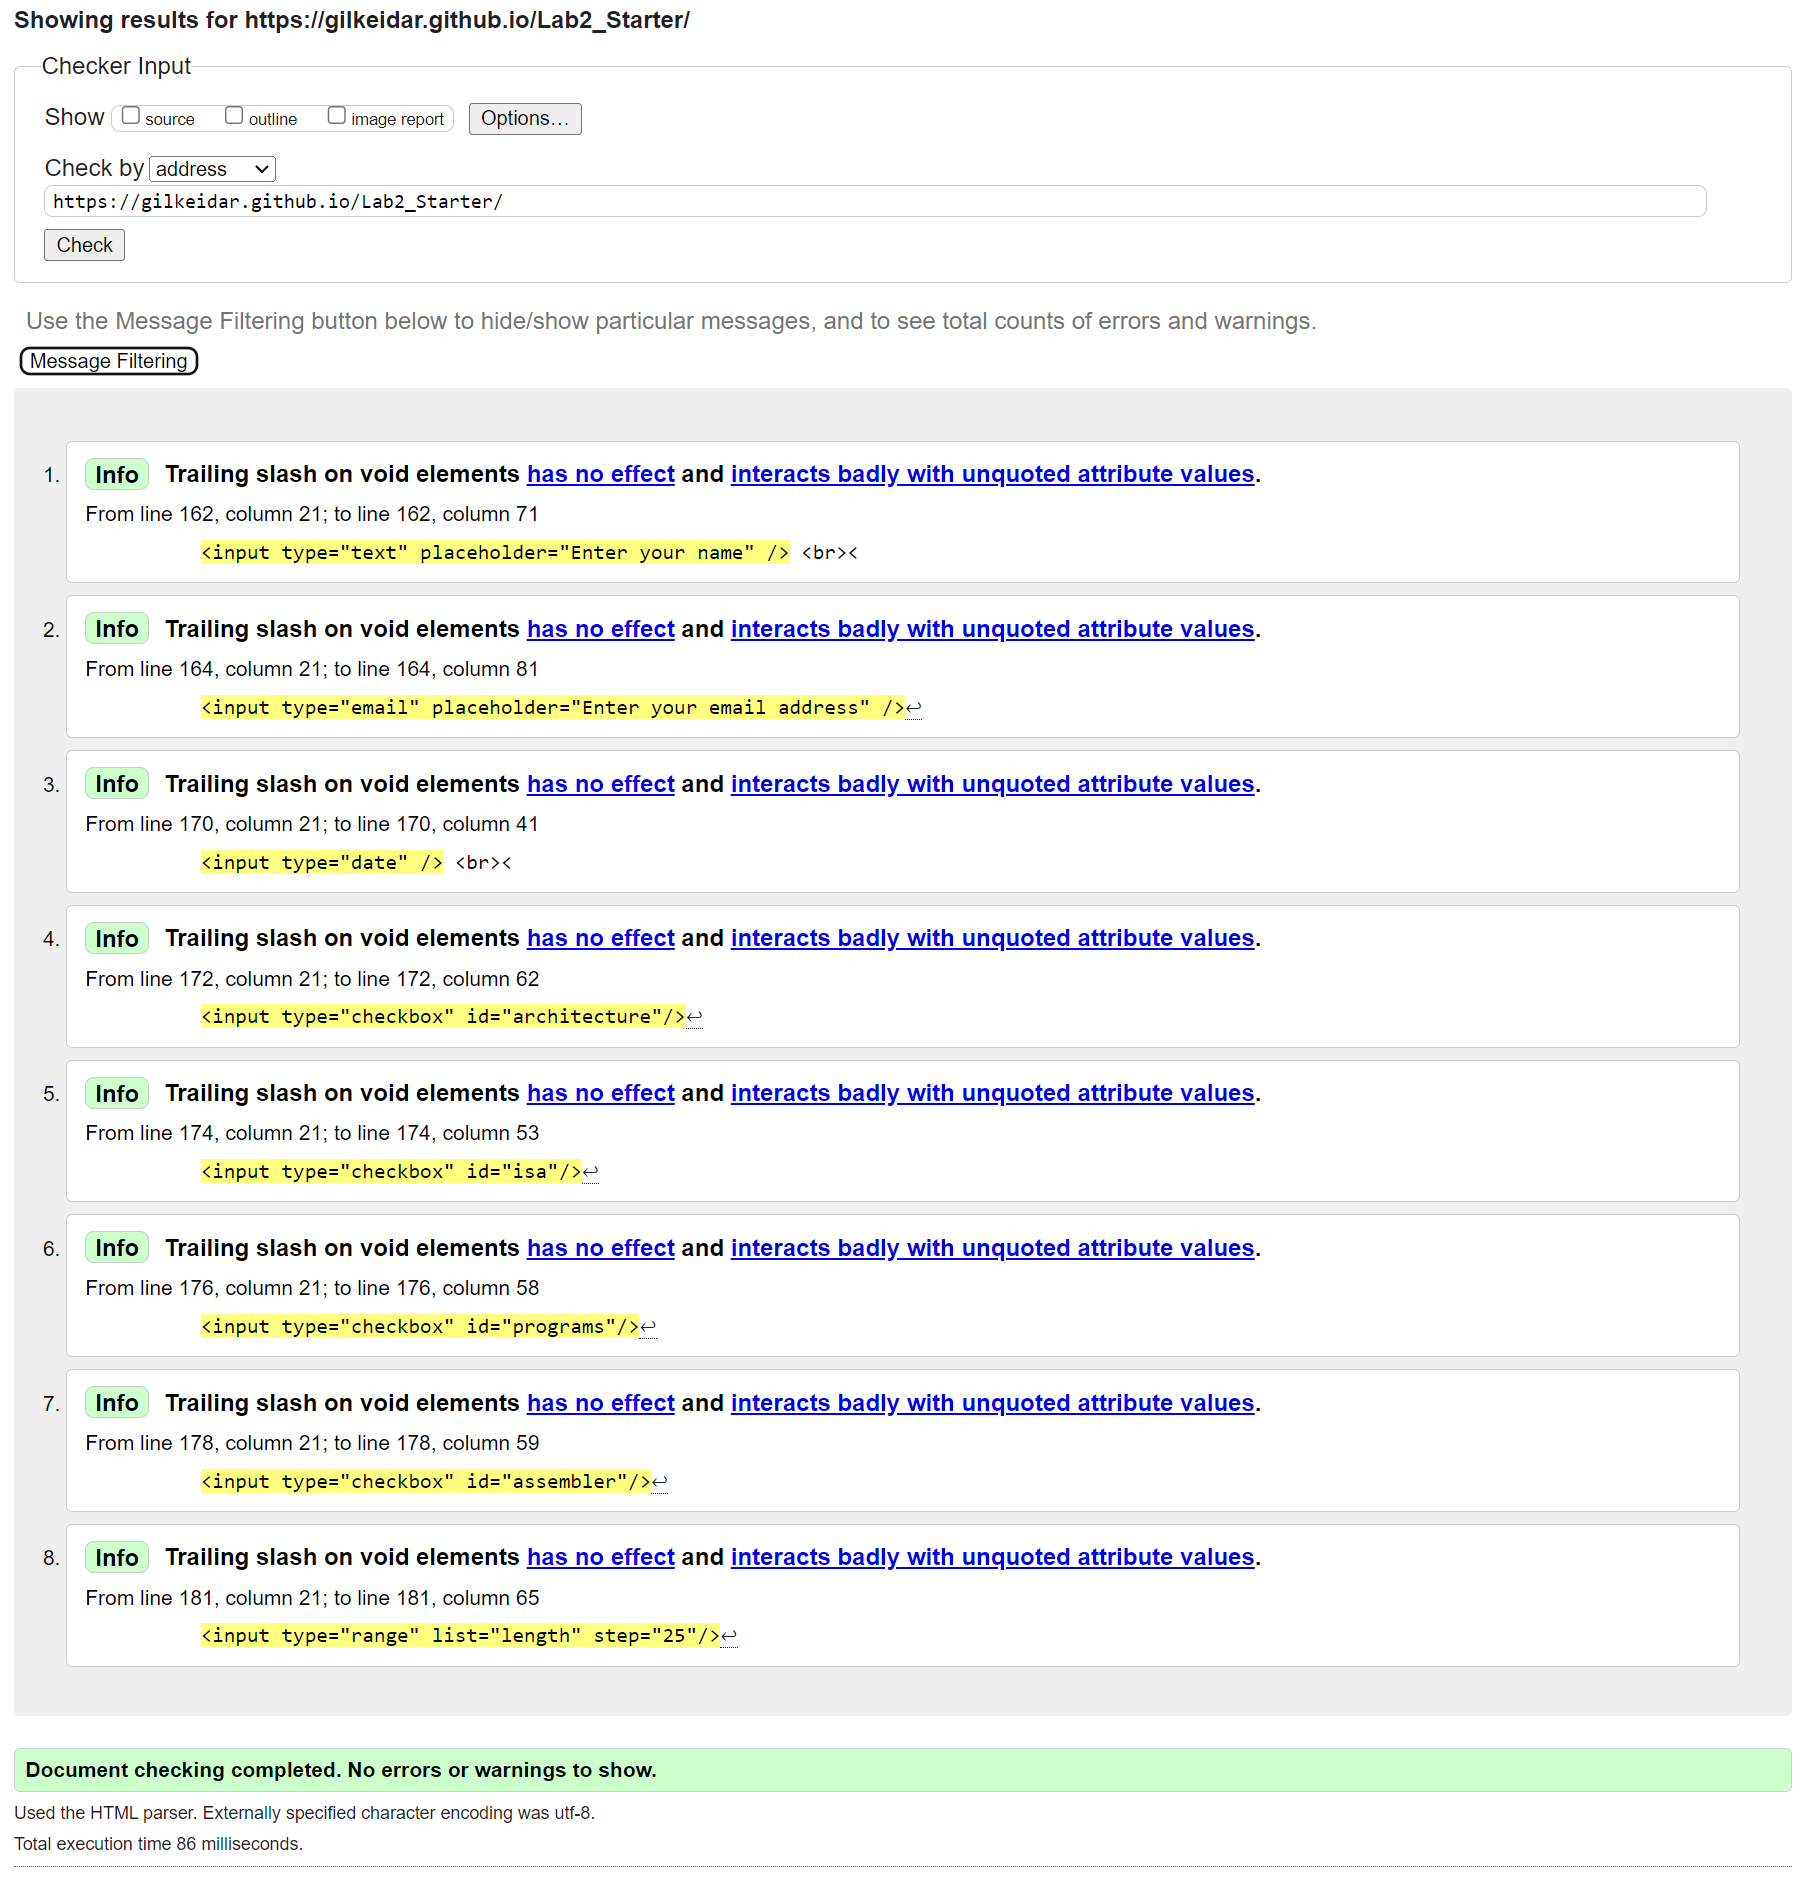 Showing results for https://gilkeidar.github.io/Lab2_Starter/
Checker Input
Show source outline image report Options...
Check by address
https://gilkeidar.github.io/Lab2_Starter/
Check
Use the Message Filtering button below to hide/show particular messages, and to see total counts of errors and warnings.
Message Filtering
1. Info Trailing slash on void elements has no effect and interacts badly with unquoted attribute values.
From line 162, column 21; to line 162, column 71
<input type="text" placeholder="Enter your name" /> <br><
2. Info Trailing slash on void elements has no effect and interacts badly with unquoted attribute values.
From line 164, column 21; to line 164, column 81
<input type="email" placeholder="Enter your email address" />↩
3. Info Trailing slash on void elements has no effect and interacts badly with unquoted attribute values.
From line 170, column 21; to line 170, column 41
<input type="date" /> <br><
4. Info Trailing slash on void elements has no effect and interacts badly with unquoted attribute values.
From line 172, column 21; to line 172, column 62
<input type="checkbox" id="architecture"/>↩
5. Info Trailing slash on void elements has no effect and interacts badly with unquoted attribute values.
From line 174, column 21; to line 174, column 53
<input type="checkbox" id="isa"/>↩
6. Info Trailing slash on void elements has no effect and interacts badly with unquoted attribute values.
From line 176, column 21; to line 176, column 58
<input type="checkbox" id="programs"/>↩
7. Info Trailing slash on void elements has no effect and interacts badly with unquoted attribute values.
From line 178, column 21; to line 178, column 59
<input type="checkbox" id="assembler"/>↩
8. Info Trailing slash on void elements has no effect and interacts badly with unquoted attribute values.
From line 181, column 21; to line 181, column 65
<input type="range" list="length" step="25"/>↩
Document checking completed. No errors or warnings to show.
Used the HTML parser. Externally specified character encoding was utf-8.
Total execution time 86 milliseconds.